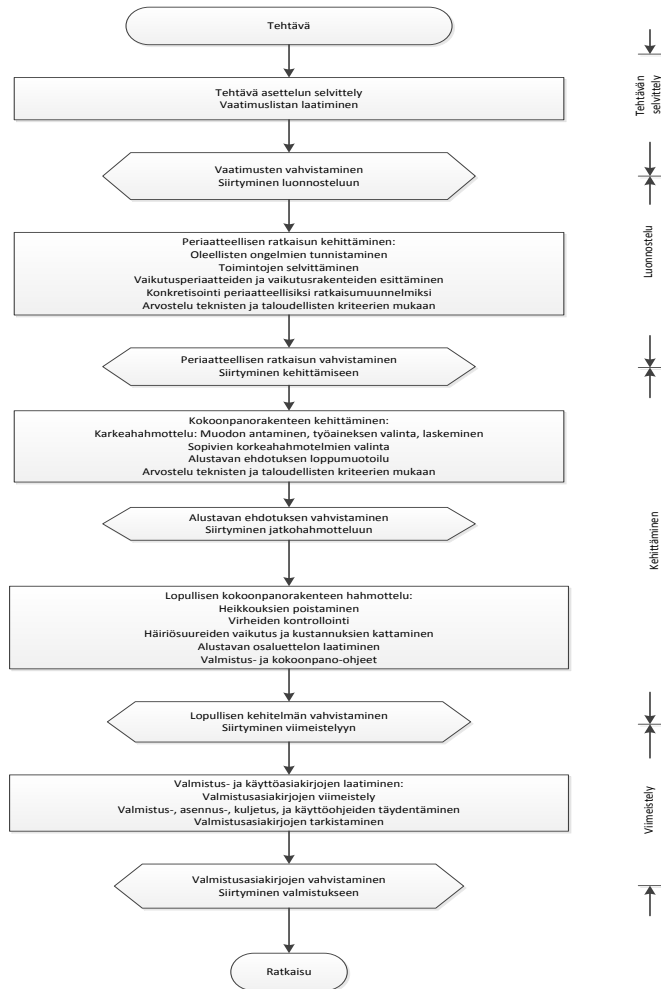 Tehtävä
Tehtävä asettelun selvittely
Vaatimuslistan laatiminen
Tehtävän
selvittely
Vaatimusten vahvistaminen
Siirtyminen luonnosteluun
Periaatteellisen ratkaisun kehittäminen:
Oleellisten ongelmien tunnistaminen
Toimintojen selvittäminen
Vaikutusperiaatteiden ja vaikutusrakenteiden esittäminen
Konkretisointi periaatteellisiksi ratkaisumuunnelmiksi
Arvostelu teknisten ja taloudellisten kriteerien mukaan
Luonnostelu
Periaatteellisen ratkaisun vahvistaminen
Siirtyminen kehittämiseen
Kokoonpanorakenteen kehittäminen:
Karkeahahmottelu: Muodon antaminen, työaineksen valinta, laskeminen
Sopivien korkeahahmotelmien valinta
Alustavan ehdotuksen loppumuotoilu
Arvostelu teknisten ja taloudellisten kriteerien mukaan
Alustavan ehdotuksen vahvistaminen
Siirtyminen jatkohahmotteluun
Kehittäminen
Lopullisen kokoonpanorakenteen hahmottelu:
Heikkouksien poistaminen
Virheiden kontrollointi
Häiriösuureiden vaikutus ja kustannuksien kattaminen
Alustavan osaluettelon laatiminen
Valmistus- ja kokoonpano-ohjeet
Lopullisen kehitelmän vahvistaminen
Siirtyminen viimeistelyyn
Valmistus- ja käyttöasiakirjojen laatiminen:
Valmistusasiakirjojen viimeistely
Valmistus-, asennus-, kuljetus, ja käyttöohjeiden täydentäminen
Valmistusasiakirjojen tarkistaminen
Viimeistely
Valmistusasiakirjojen vahvistaminen
Siirtyminen valmistukseen
Ratkaisu